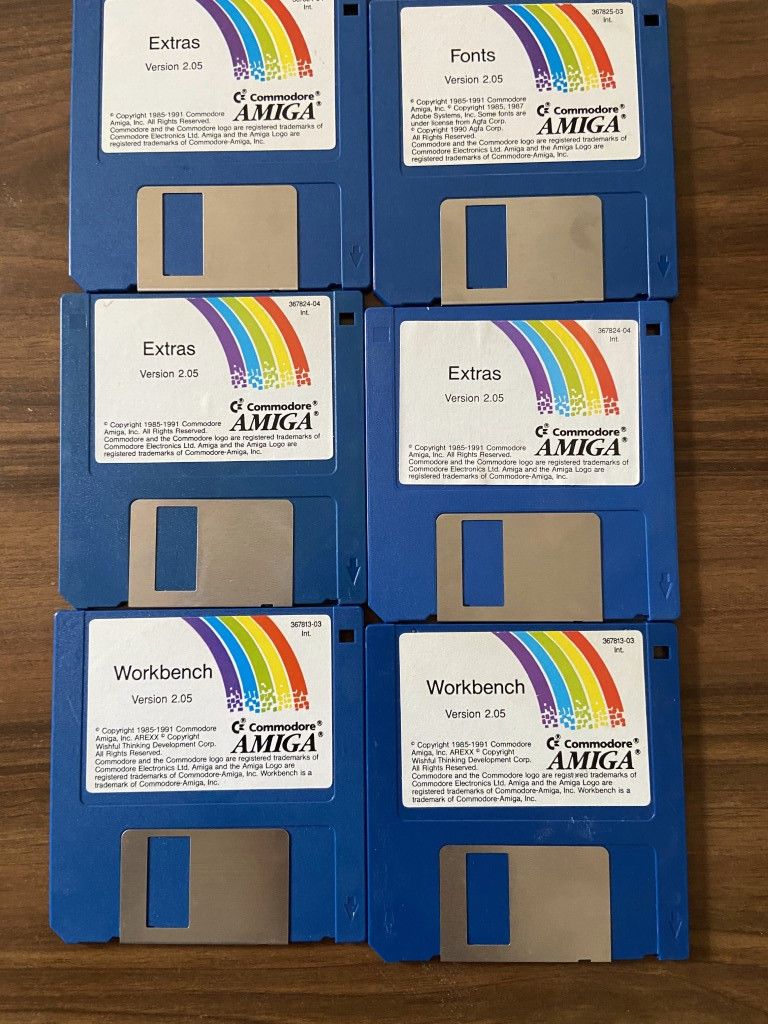 Extras
Version 2.05
Commodore®
AMIGA®
© Copyright 1985-1991 Commodore
Amiga, Inc. All Rights Reserved.
Commodore and the Commodore logo are registered trademarks of
Commodore Electronics Ltd. Amiga and the Amiga Logo are
registered trademarks of Commodore-Amiga, Inc.
367825-03
Int.
Fonts
Version 2.05
Commodore®
AMIGA®
© Copyright 1985-1991 Commodore
Amiga, Inc. © Copyright 1985, 1987
Adobe Systems, Inc. Some fonts are
under license from Agfa Corp.
© Copyright 1990 Agfa Corp.
All Rights Reserved.
Commodore and the Commodore logo are registered trademarks of
Commodore Electronics Ltd. Amiga and the Amiga Logo are
registered trademarks of Commodore-Amiga, Inc.
367824-04
Int.
Extras
Version 2.05
Commodore®
AMIGA®
© Copyright 1985-1991 Commodore
Amiga, Inc. All Rights Reserved.
Commodore and the Commodore logo are registered trademarks of
Commodore Electronics Ltd. Amiga and the Amiga Logo are
registered trademarks of Commodore-Amiga, Inc.
367824-04
Int.
Extras
Version 2.05
Commodore®
AMIGA®
© Copyright 1985-1991 Commodore
Amiga, Inc. All Rights Reserved.
Commodore and the Commodore logo are registered trademarks of
Commodore Electronics Ltd. Amiga and the Amiga Logo are
registered trademarks of Commodore-Amiga, Inc.
367813-03
Int.
Workbench
Version 2.05
Commodore®
AMIGA®
© Copyright 1985-1991 Commodore
Amiga, Inc. AREXX © Copyright
Wishful Thinking Development Corp.
All Rights Reserved.
Commodore and the Commodore logo are registered trademarks of
Commodore Electronics Ltd. Amiga and the Amiga Logo are
registered trademarks of Commodore-Amiga, Inc. Workbench is a
trademark of Commodore-Amiga, Inc.
367813-03
Int.
Workbench
Version 2.05
Commodore®
AMIGA®
© Copyright 1985-1991 Commodore
Amiga, Inc. AREXX © Copyright
Wishful Thinking Development Corp.
All Rights Reserved.
Commodore and the Commodore logo are registered trademarks of
Commodore Electronics Ltd. Amiga and the Amiga Logo are
registered trademarks of Commodore-Amiga, Inc. Workbench is a
trademark of Commodore-Amiga, Inc.